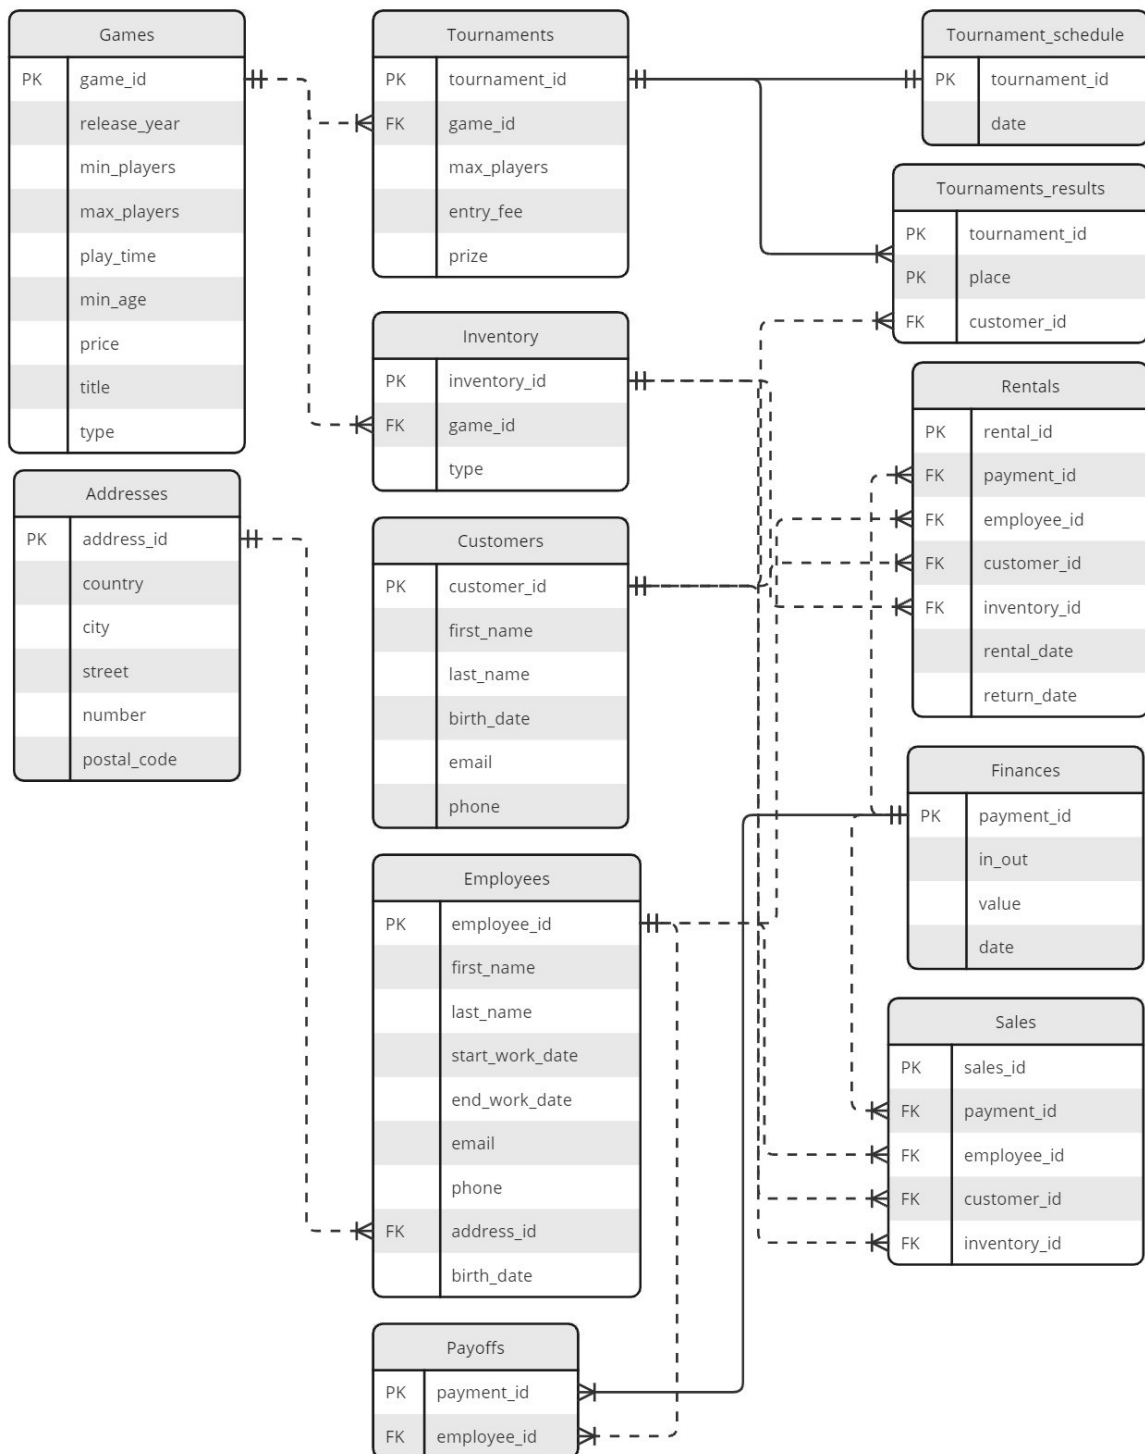 Games
PK game_id
release_year
min_players
max_players
play_time
min_age
price
title
type
Addresses
PK address_id
country
city
street
number
postal_code
Tournaments
PK tournament_id
FK game_id
max_players
entry_fee
prize
Inventory
PK inventory_id
FK game_id
type
Customers
PK customer_id
first_name
last_name
birth_date
email
phone
Employees
PK employee_id
first_name
last_name
start_work_date
end_work_date
email
phone
FK address_id
birth_date
Payoffs
PK payment_id
FK employee_id
Tournament_schedule
PK tournament_id
date
Tournaments_results
PK tournament_id
PK place
FK customer_id
Rentals
PK rental_id
FK payment_id
FK employee_id
FK customer_id
FK inventory_id
rental_date
return_date
Finances
PK payment_id
in_out
value
date
Sales
PK sales_id
FK payment_id
FK employee_id
FK customer_id
FK inventory_id